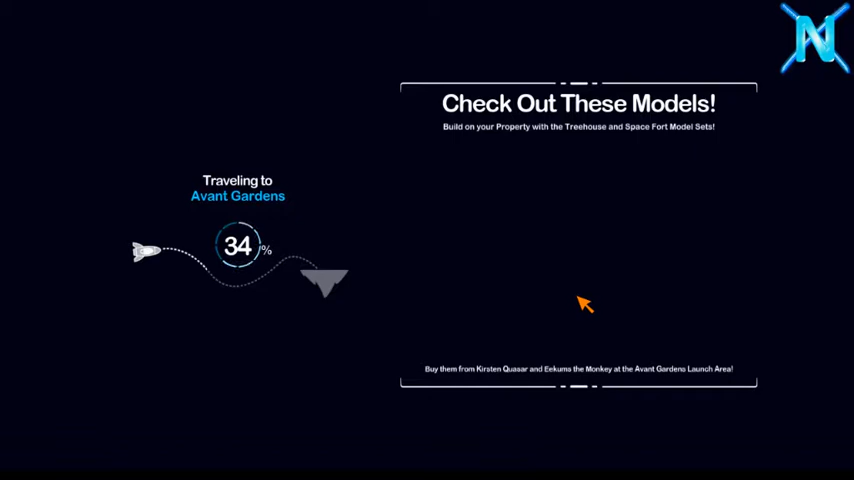 N
Check Out These Models!
Build on your Property with the Treehouse and Space Fort Model Sets!
Traveling to
Avant Gardens
34 %
Buy them from Kirsten Quasar and Eekums the Monkey at the Avant Gardens Launch Area!